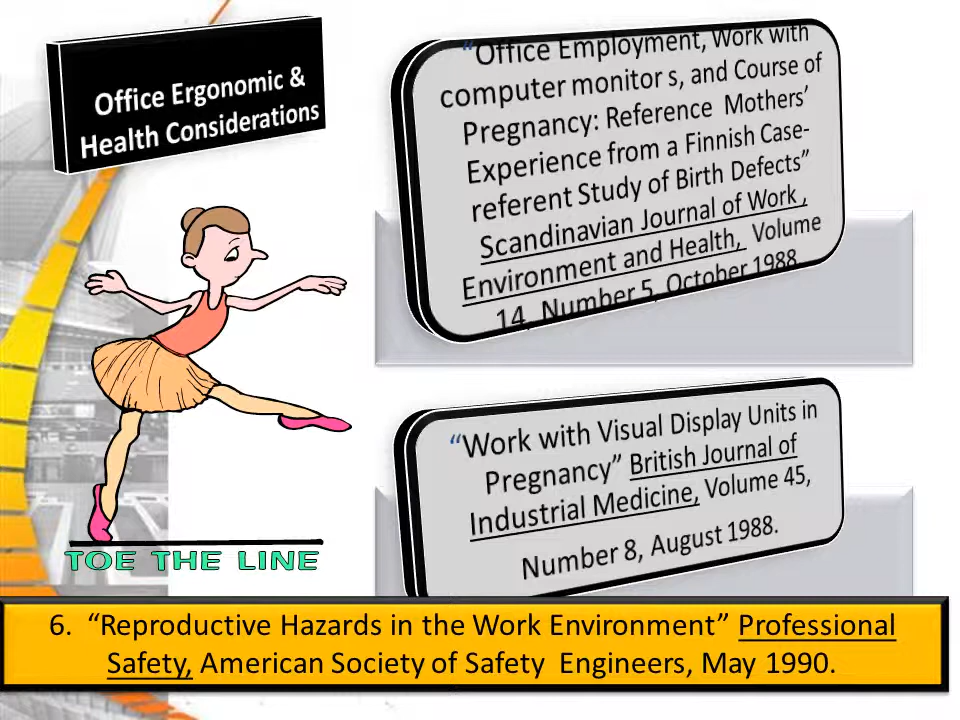 Office Ergonomic &
Health Considerations
“Office Employment, Work with
computer monitor s, and Course of
Pregnancy: Reference Mothers’
Experience from a Finnish Case-
referent Study of Birth Defects”
Scandinavian Journal of Work ,
Environment and Health, Volume
14, Number 5, October 1988
“Work with Visual Display Units in
Pregnancy” British Journal of
Industrial Medicine, Volume 45,
Number 8, August 1988.
TOE THE LINE
6. “Reproductive Hazards in the Work Environment” Professional
Safety, American Society of Safety Engineers, May 1990.